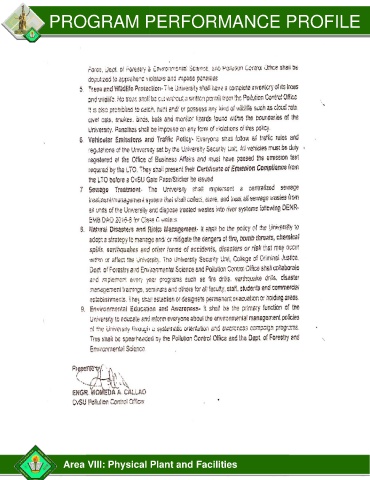 PROGRAM PERFORMANCE PROFILE
Force, Dept. of Forestry & Environmental Science, and Pollution Control Office shall be
deputized to apprehend violators and impose penalties
5. Trees and Wildlife Protection- The University shall have a complete inventory of its trees
and wildlife. No trees shall be cut without a written permit from the Pollution Control Office.
It is also prohibited to catch, hunt and/ or possess any kind of wildlife such as cloud rats,
civet cats, snakes, birds, bats and monitor lizards found within the boundaries of the
University. Penalties shall be imposed on any form of violations of this policy.
6. Vehicular Emissions and Traffic Policy- Everyone shall follow all traffic rules and
regulations of the University set by the University Security Unit. All vehicles must be duly
registered at the Office of Business Affairs and must have passed the emission test
required by the LTO. They shall present their Certificate of Emission Compliance from
the LTO before a CvSU Gate Pass/Sticker be issued
7. Sewage Treatment- The University shall implement a centralized sewage
treatment/management system that shall collect, store, and treat all sewage wastes from
all units of the University and dispose treated wastes into river systems following DENR-
EMB DAO 2016-8 for Class C waters
8. Natural Disasters and Risks Management- It shall be the policy of the University to
adopt a strategy to manage and/ or mitigate the dangers of fire, bomb threats, chemical
spills, earthquakes and other forms of accidents, disasters or risk that may occur
within or affect the University. The University Security Unit, College of Criminal Justice,
Dept. of Forestry and Environmental Science and Pollution Control Office shall collaborate
and implement every year programs such as fire drills, earthquake drills, disaster
management trainings, seminars and others for all faculty, staff, students and commercial
establishments. They shall establish or designate permanent evacuation or holding areas.
9. Environmental Education and Awareness- It shall be the primary function of the
University to educate and inform everyone about the environmental management policies
of the University through a systematic orientation and awareness campaign programs.
This shall be spearheaded by the Pollution Control Office and the Dept. of Forestry and
Environmental Science
Prepared by:
ENGR. A. CALLAO
CvSU Pollution Control Officer
Area VIII: Physical Plant and Facilities